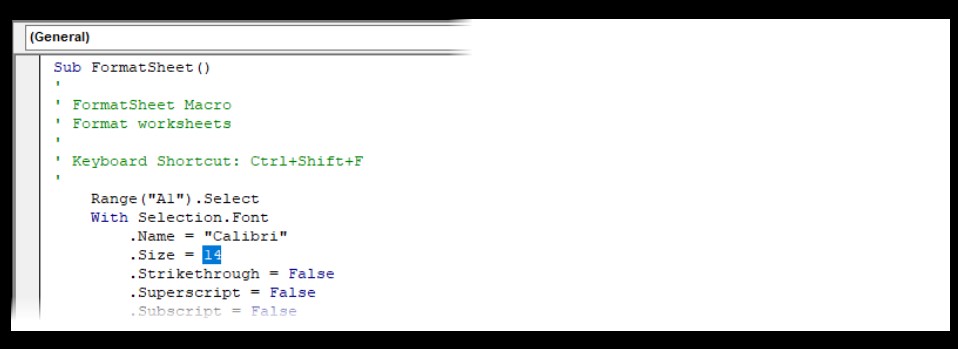 (General)
Sub FormatSheet()
'
' FormatSheet Macro
' Format worksheets
'
' Keyboard Shortcut: Ctrl+Shift+F
'
Range("A1").Select
With Selection.Font
.Name = "Calibri"
.Size = 14
.Strikethrough = False
.Superscript = False
.Subscript = False